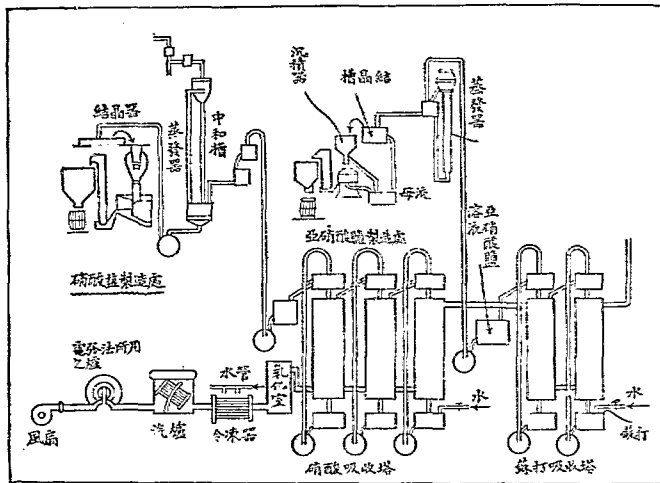 沉積器
結晶槽
蒸發器
結晶器
蒸發器
中和槽
母液
亞硝酸鹽製造處
亞硝酸鹽
溶液
硝酸鹽製造處
電弧法所用
之爐
水管
氧化室
水
水
風扇
汽爐
冷凍器
硝酸吸收塔
蘇打吸收塔
蘇打